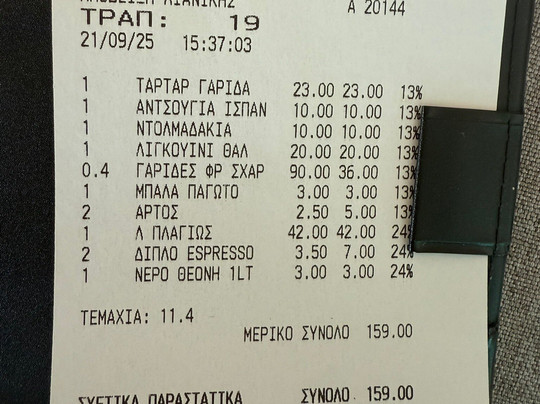 ΑΠΟΔΕΙΞΗ ΛΙΑΝΙΚΗΣ Α 20144
ΤΡΑΠ: 19
21/09/25 15:37:03
1 ΤΑΡΤΑΡ ΓΑΡΙΔΑ 23.00 23.00 13%
1 ΑΝΤΣΟΥΓΙΑ ΙΣΠΑΝ 10.00 10.00 13%
1 ΝΤΟΛΜΑΔΑΚΙΑ 10.00 10.00 13%
1 ΛΙΓΚΟΥΙΝΙ ΘΑΛ 20.00 20.00 13%
0.4 ΓΑΡΙΔΕΣ ΦΡ ΣΧΑΡ 90.00 36.00 13%
1 ΜΠΑΛΑ ΠΑΓΩΤΟ 3.00 3.00 13%
2 ΑΡΤΟΣ 2.50 5.00 13%
1 Λ ΠΛΑΓΙΩΣ 42.00 42.00 24%
2 ΔΙΠΛΟ ESPRESSO 3.50 7.00 24%
1 ΝΕΡΟ ΘΕΟΝΗ 1LT 3.00 3.00 24%
ΤΕΜΑΧΙΑ: 11.4
ΜΕΡΙΚΟ ΣΥΝΟΛΟ 159.00
ΣΧΕΤΙΚΑ ΠΑΡΑΣΤΑΤΙΚΑ ΣΥΝΟΛΟ 159.00